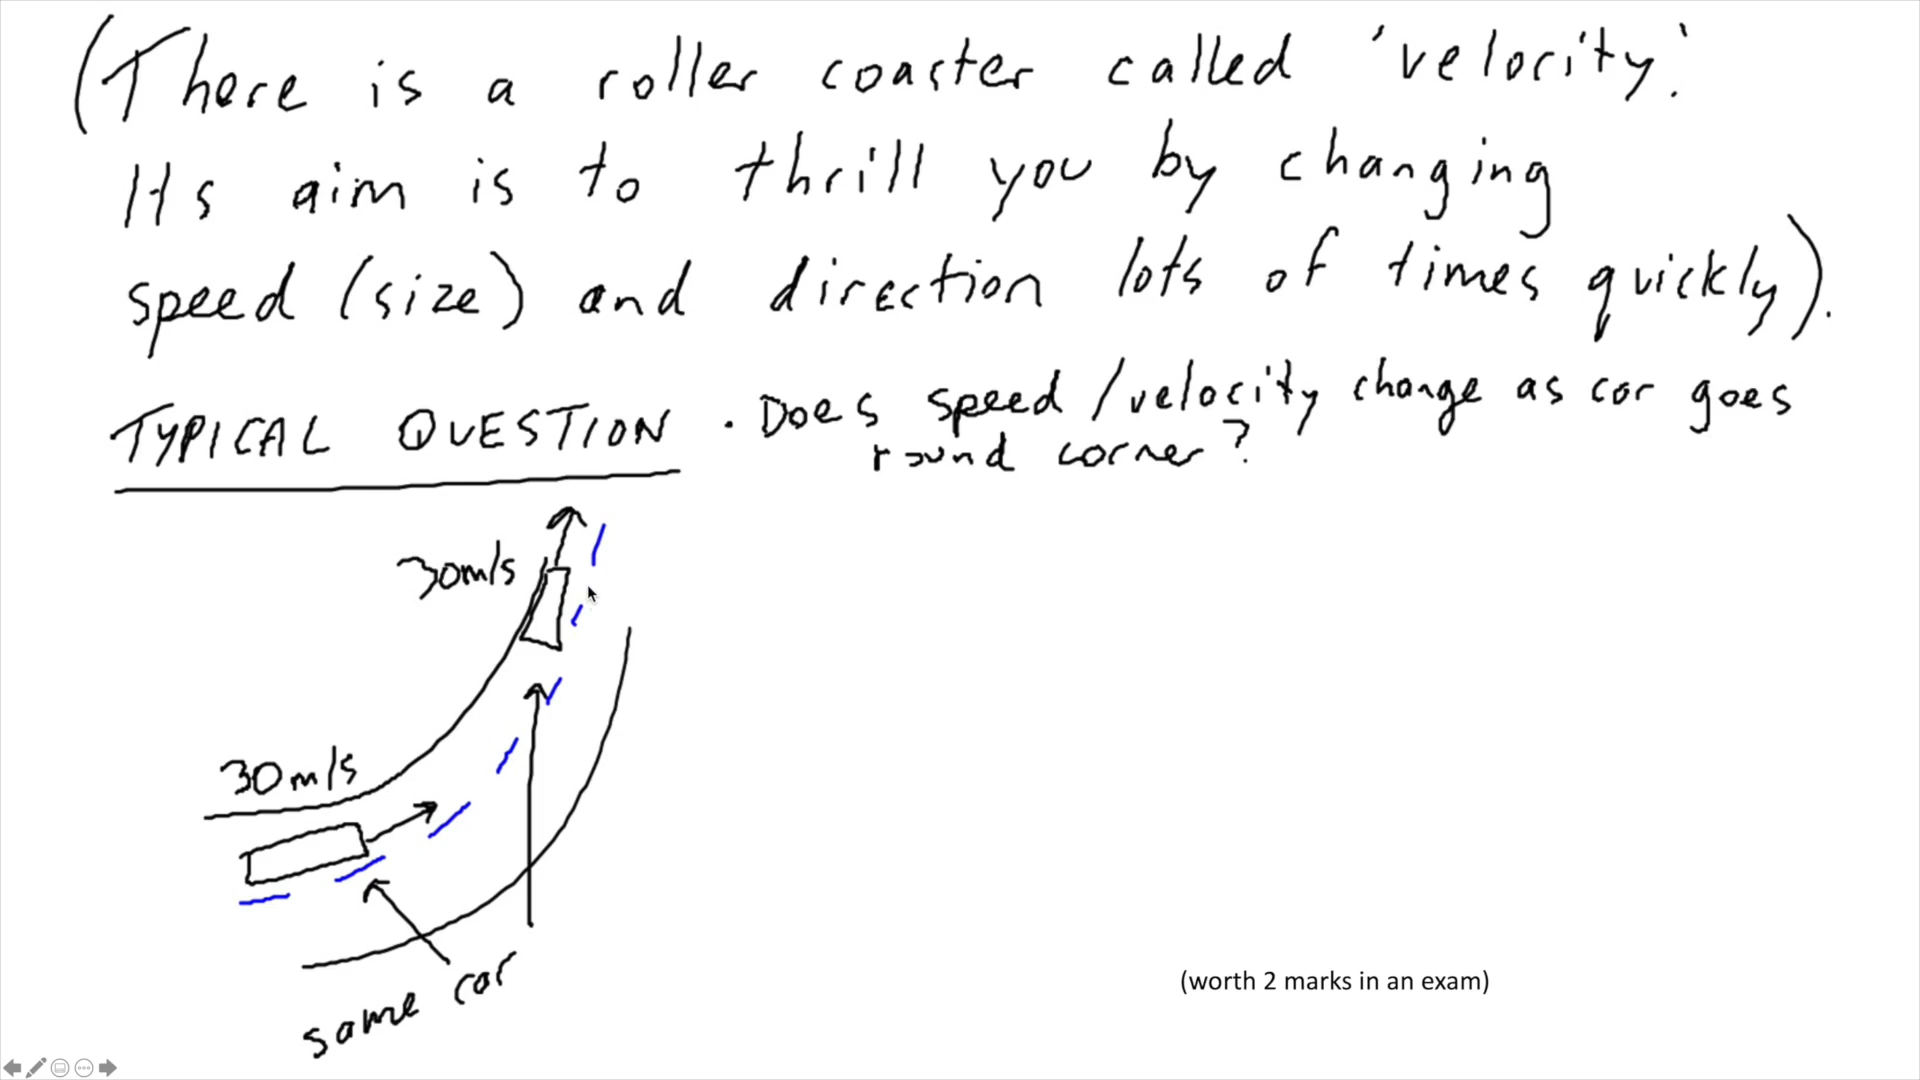 (There is a roller coaster called 'velocity'.
Its aim is to thrill you by changing
speed (size) and direction lots of times quickly).
TYPICAL QUESTION . Does speed /velocity change as car goes
round corner?
30m/s
30m/s
same car
(worth 2 marks in an exam)